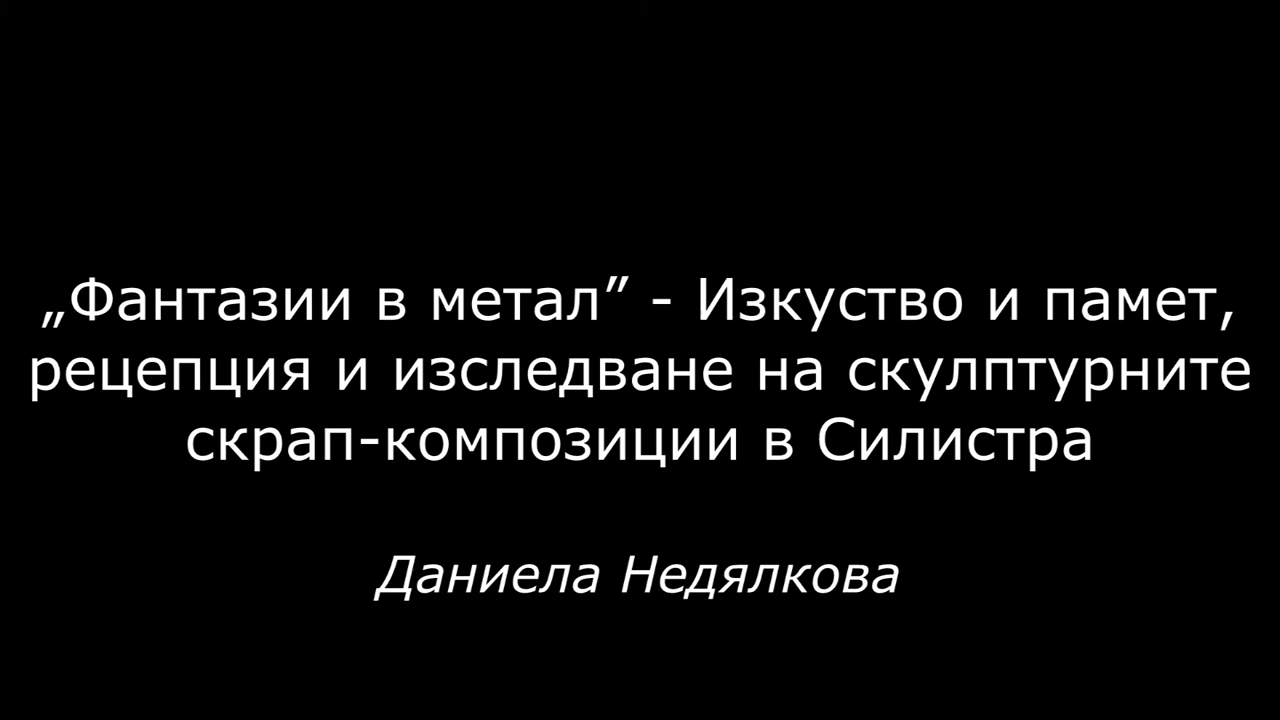 „Фантазии в метал” - Изкуство и памет,
рецепция и изследване на скулптурните
скрап-композиции в Силистра
Даниела Недялкова